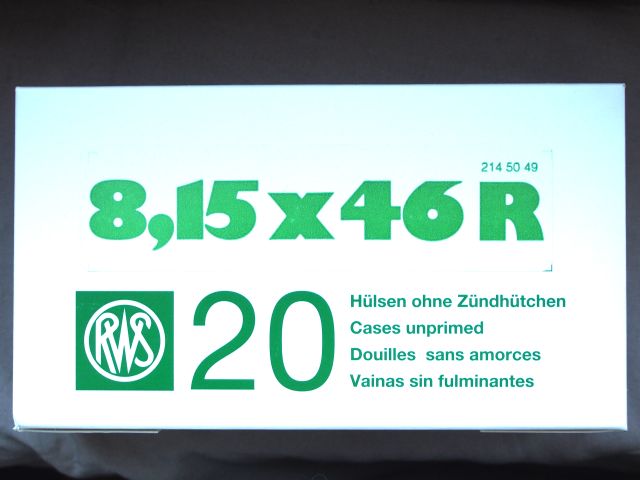 214 50 49
8,15x46R
RWS
20
Hülsen ohne Zündhütchen
Cases unprimed
Douilles sans amorces
Vainas sin fulminantes